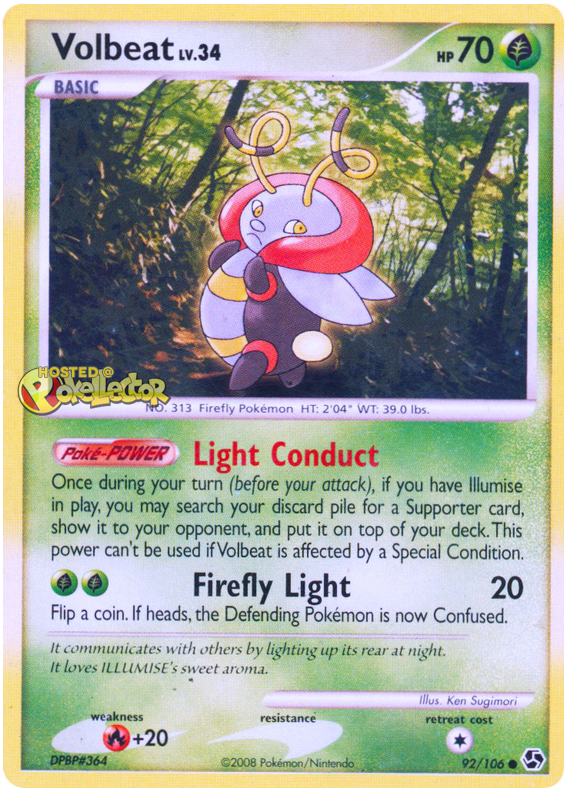 Volbeat LV.34 HP 70
BASIC
HOSTED @
Pokellector
NO. 313 Firefly Pokémon HT: 2'04" WT: 39.0 lbs.
Poké-POWER Light Conduct
Once during your turn (before your attack), if you have Illumise
in play, you may search your discard pile for a Supporter card,
show it to your opponent, and put it on top of your deck. This
power can't be used if Volbeat is affected by a Special Condition.
Firefly Light 20
Flip a coin. If heads, the Defending Pokémon is now Confused.
It communicates with others by lighting up its rear at night.
It loves ILLUMISE's sweet aroma.
Illus. Ken Sugimori
weakness resistance retreat cost
+20
DPBP#364 ©2008 Pokémon/Nintendo 92/106